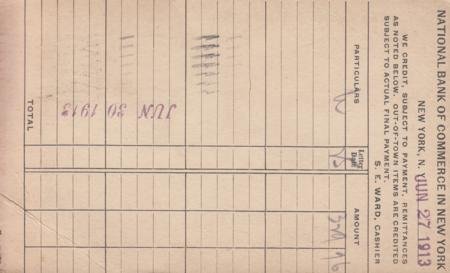 NATIONAL BANK OF COMMERCE IN NEW YORK
NEW YORK, N. Y. JUN 27 1913
WE CREDIT, SUBJECT TO PAYMENT, REMITTANCES
AS NOTED BELOW. OUT-OF-TOWN ITEMS ARE CREDITED
SUBJECT TO ACTUAL FINAL PAYMENT.
S. E. WARD, CASHIER
PARTICULARS Letter Draft AMOUNT
JUN 30 1913
TOTAL